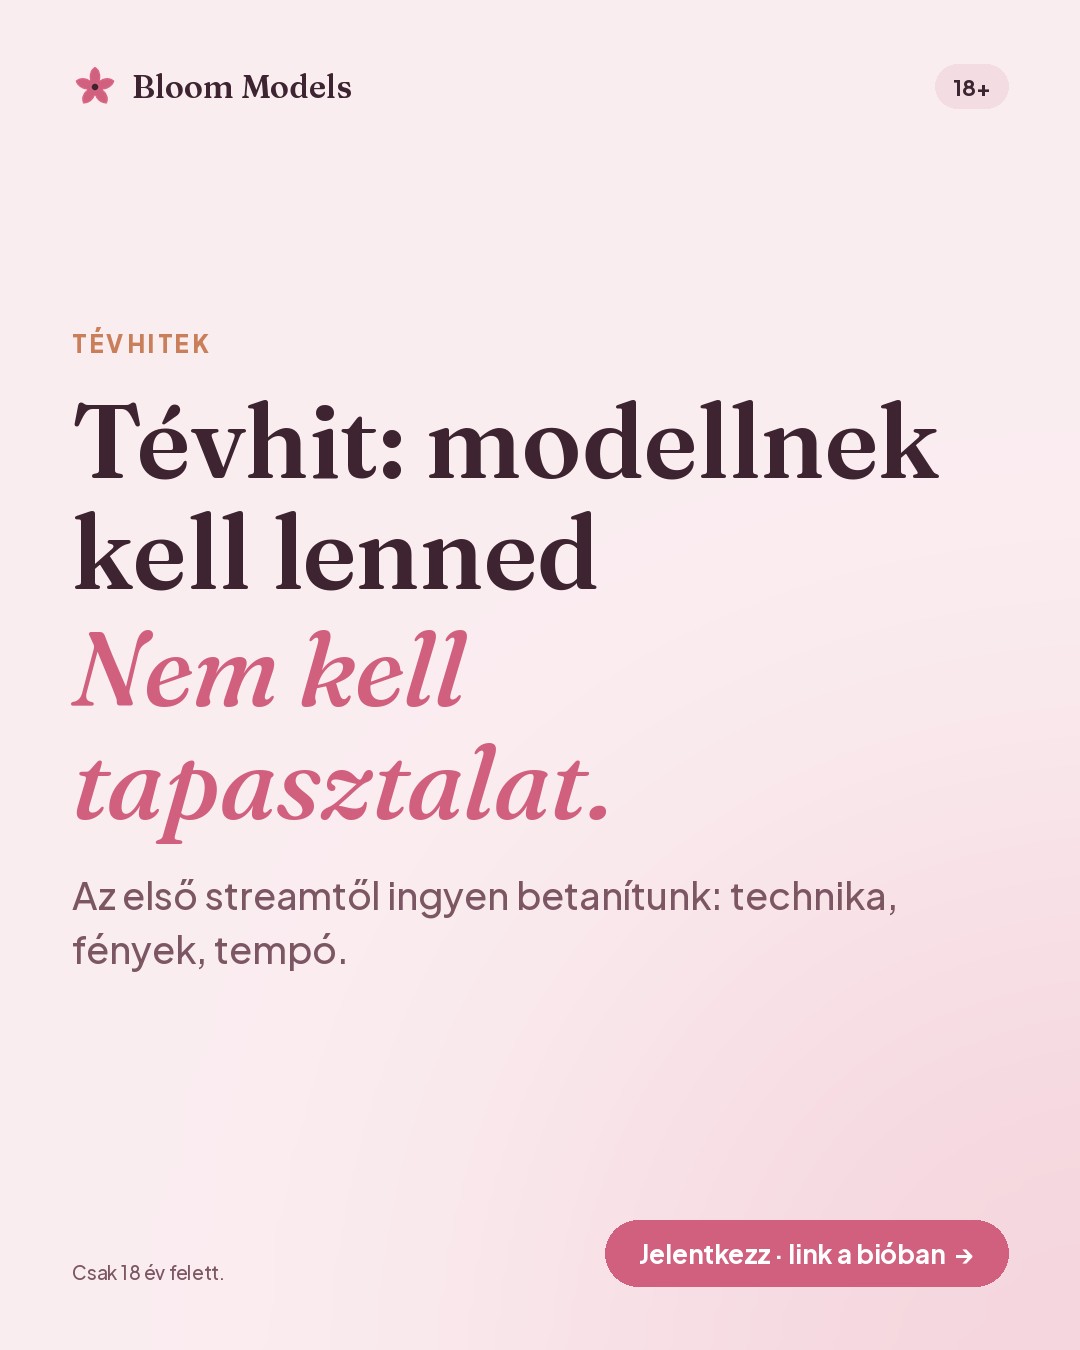 Bloom Models
18+
TÉVHITEK
Tévhit: modellnek
kell lenned
Nem kell
tapasztalat.
Az első streamtől ingyen betanítunk: technika,
fények, tempó.
Csak 18 év felett.
Jelentkezz · link a bióban →